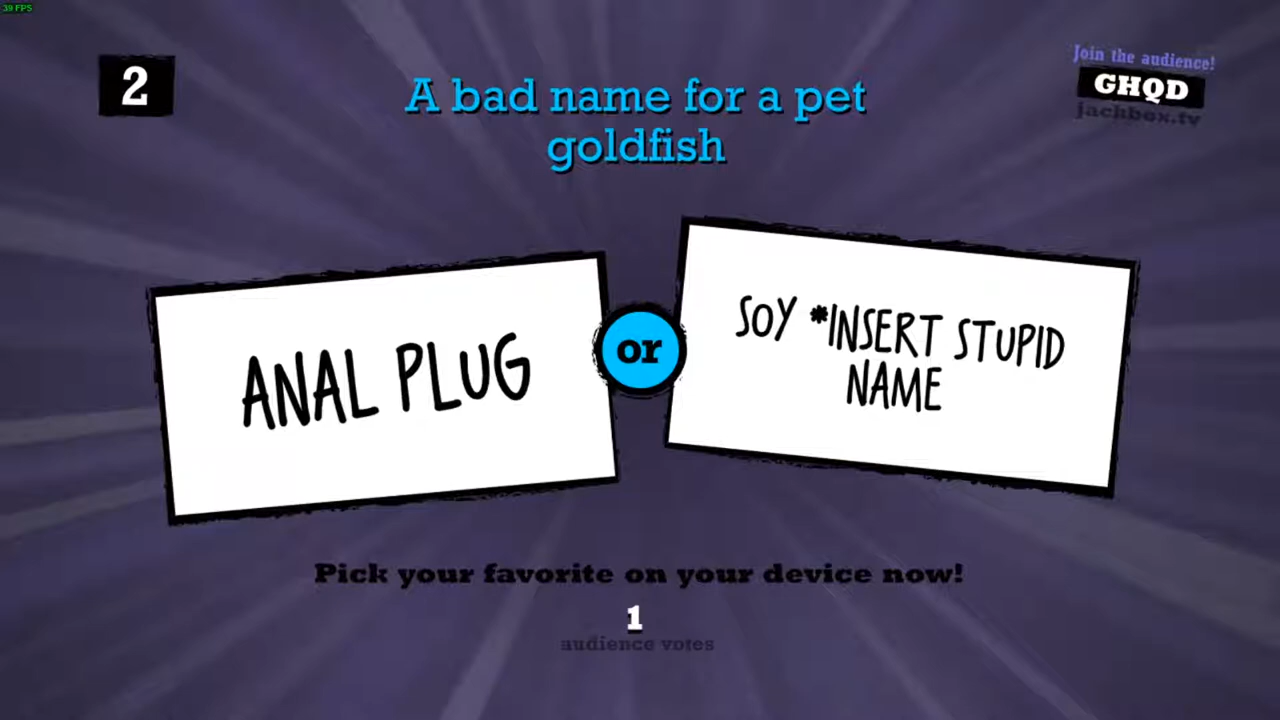 39 FPS
2
A bad name for a pet
goldfish
Join the audience!
GHQD
jackbox.tv
ANAL PLUG
or
SOY *INSERT STUPID
NAME
Pick your favorite on your device now!
1
audience votes